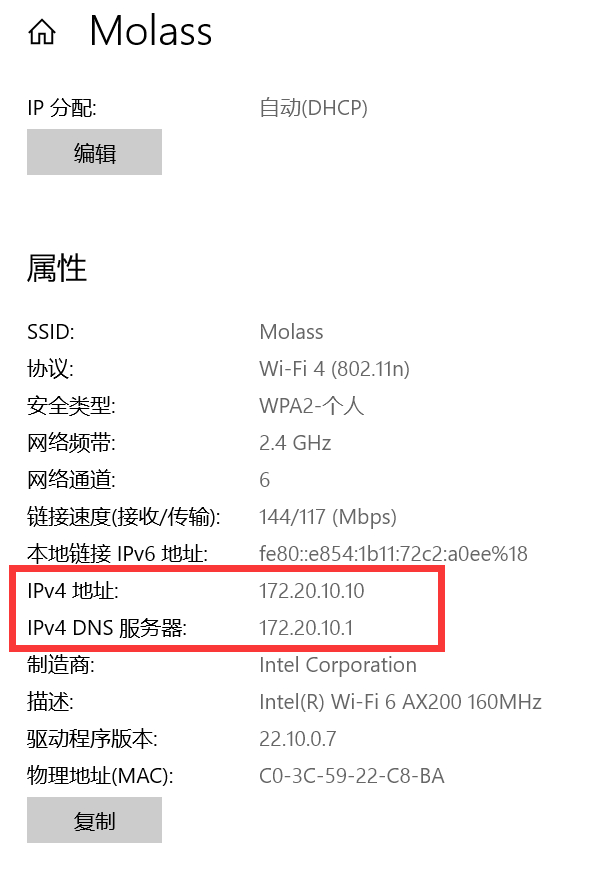 Molass
IP 分配: 自动(DHCP)
编辑
属性
SSID: Molass
协议: Wi-Fi 4 (802.11n)
安全类型: WPA2-个人
网络频带: 2.4 GHz
网络通道: 6
链接速度(接收/传输): 144/117 (Mbps)
本地链接 IPv6 地址: fe80::e854:1b11:72c2:a0ee%18
IPv4 地址: 172.20.10.10
IPv4 DNS 服务器: 172.20.10.1
制造商: Intel Corporation
描述: Intel(R) Wi-Fi 6 AX200 160MHz
驱动程序版本: 22.10.0.7
物理地址(MAC): C0-3C-59-22-C8-BA
复制